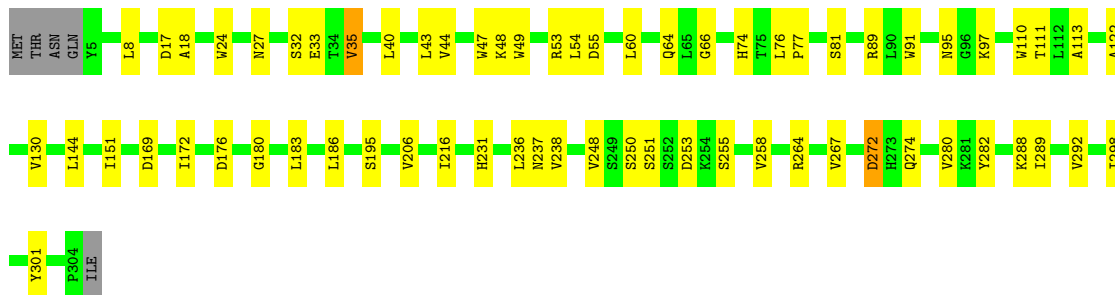 MET THR ASN GLN Y5 L8 D17 A18 W24 N27 S32 E33 T34 V35 L40 L43 V44 W47 K48 W49 R53 L54 D55 L60 Q64 L65 G66 H74 T75 L76 P77 S81 R89 L90 W91 N95 G96 K97 W110 T111 L112 A113
V130 L144 I151 D169 I172 D176 G180 L183 L186 S195 V206 I216 H231 L236 N237 V238 V248 S249 S250 S251 S252 D253 K254 S255 V258 R264 V267 D272 H273 Q274 V280 K281 Y282 K288 I289 V292
Y301 P304 ILE